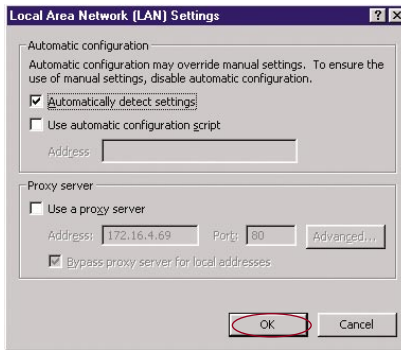 Local Area Network (LAN) Settings
Automatic configuration
Automatic configuration may override manual settings. To ensure the
use of manual settings, disable automatic configuration.
Automatically detect settings
Use automatic configuration script
Address
Proxy server
Use a proxy server
Address: 172.16.4.69 Port: 80 Advanced...
Bypass proxy server for local addresses
OK Cancel